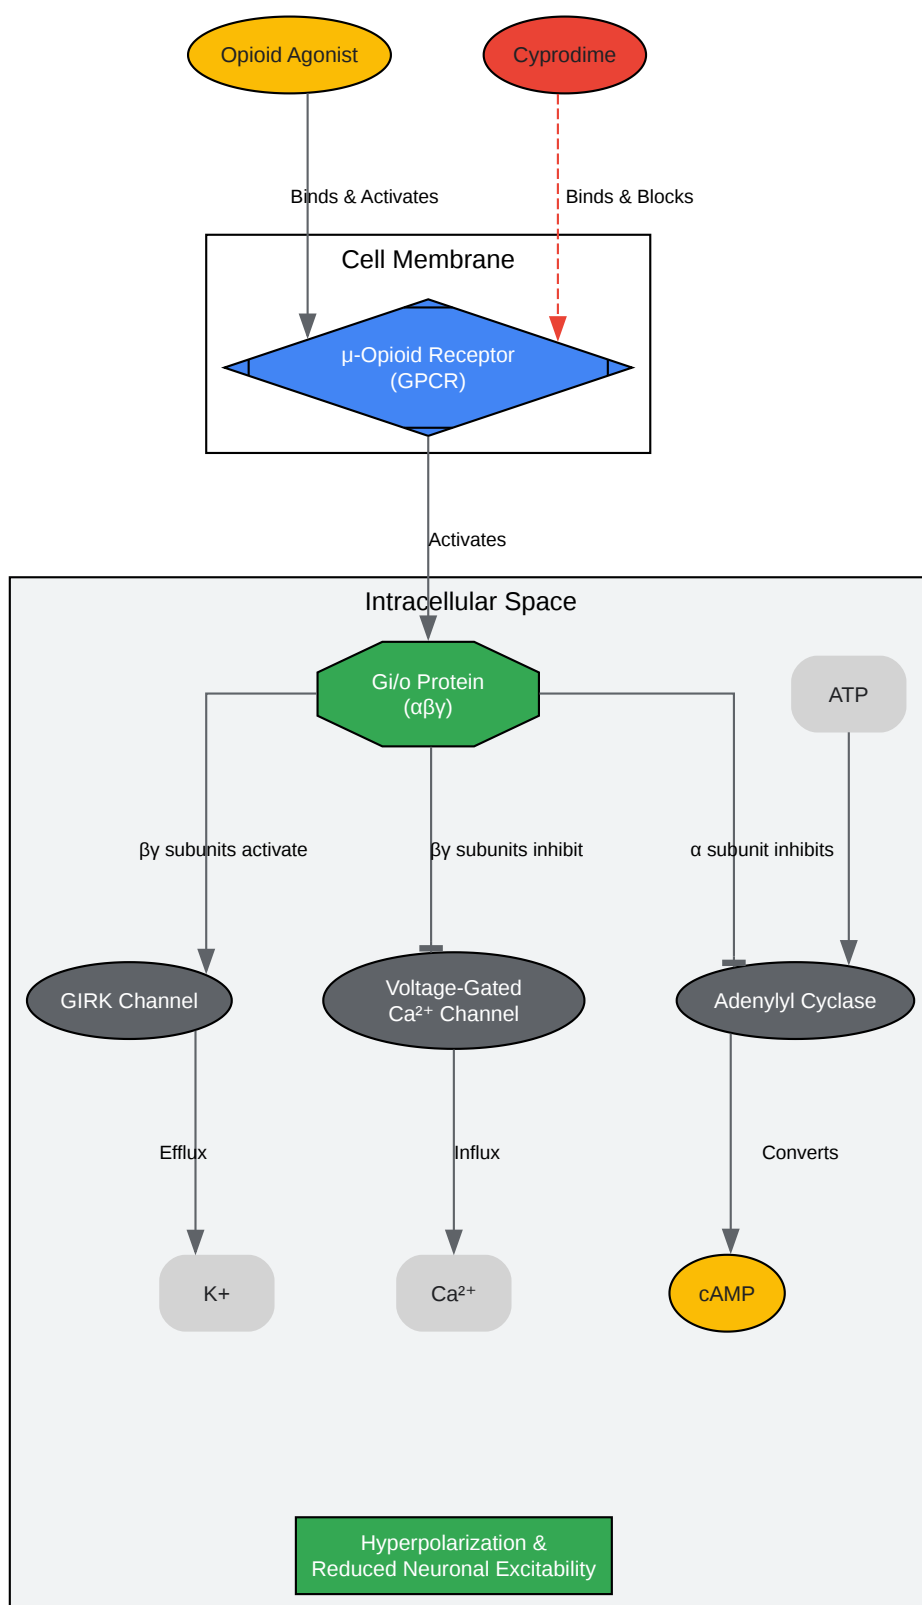 Opioid Agonist
Cyprodime
Binds & Activates
Binds & Blocks
Cell Membrane
μ-Opioid Receptor
(GPCR)
Activates
Intracellular Space
Gi/o Protein
(αβγ)
ATP
βγ subunits activate
βγ subunits inhibit
α subunit inhibits
GIRK Channel
Voltage-Gated
Ca²⁺ Channel
Adenylyl Cyclase
Efflux
Influx
Converts
K+
Ca²⁺
cAMP
Hyperpolarization &
Reduced Neuronal Excitability